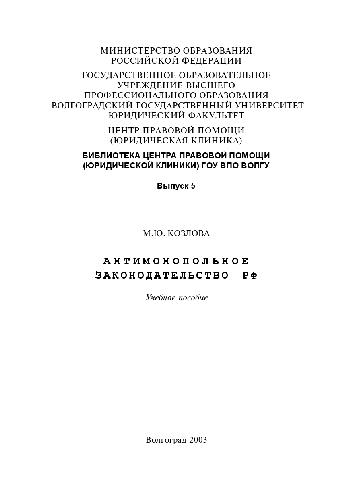 МИНИСТЕРСТВО ОБРАЗОВАНИЯ
РОССИЙСКОЙ ФЕДЕРАЦИИ
ГОСУДАРСТВЕННОЕ ОБРАЗОВАТЕЛЬНОЕ
УЧРЕЖДЕНИЕ ВЫСШЕГО
ПРОФЕССИОНАЛЬНОГО ОБРАЗОВАНИЯ
ВОЛГОГРАДСКИЙ ГОСУДАРСТВЕННЫЙ УНИВЕРСИТЕТ
ЮРИДИЧЕСКИЙ ФАКУЛЬТЕТ
ЦЕНТР ПРАВОВОЙ ПОМОЩИ
(ЮРИДИЧЕСКАЯ КЛИНИКА)
БИБЛИОТЕКА ЦЕНТРА ПРАВОВОЙ ПОМОЩИ
(ЮРИДИЧЕСКОЙ КЛИНИКИ) ГОУ ВПО ВОЛГУ
Выпуск 5
М.Ю. КОЗЛОВА
АНТИМОНОПОЛЬНОЕ
ЗАКОНОДАТЕЛЬСТВО РФ
Учебное пособие
Волгоград 2003